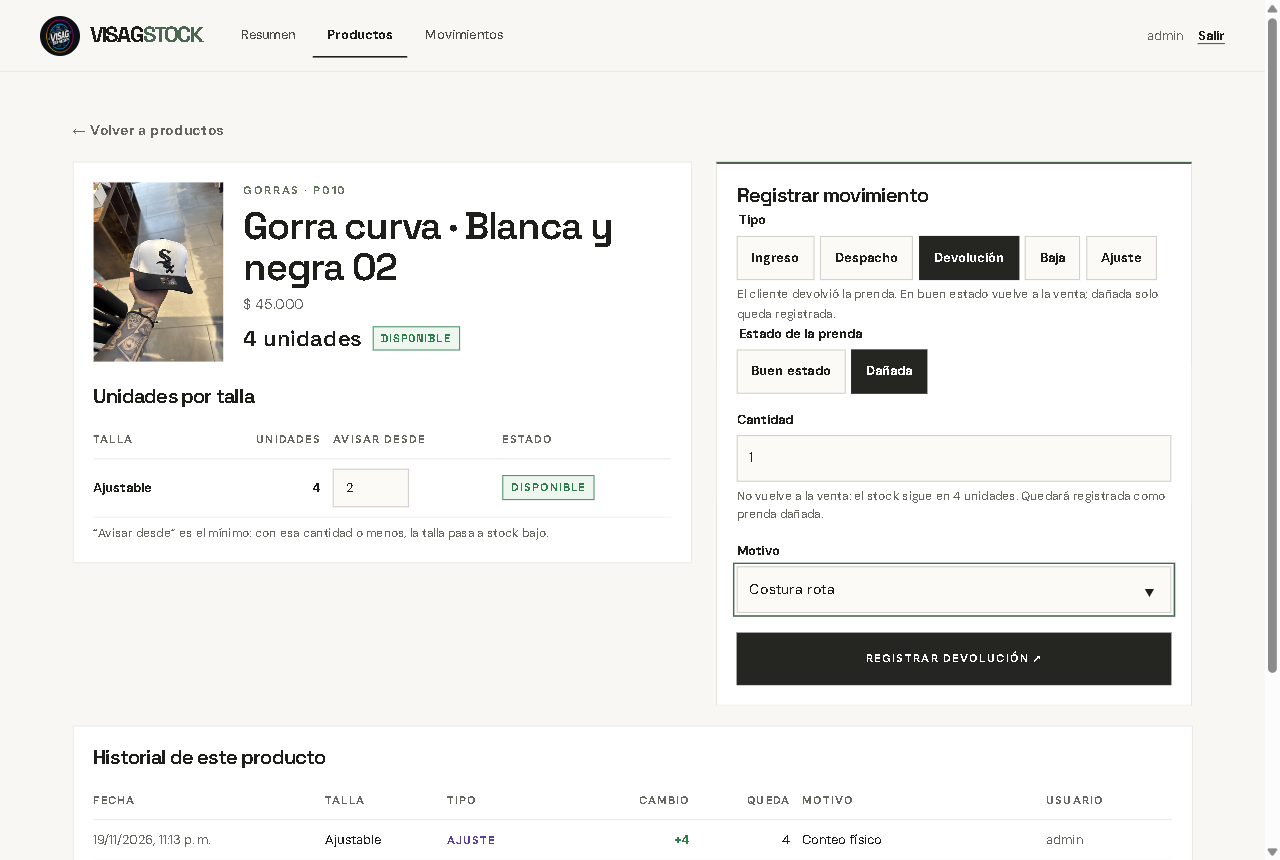 VISAGSTOCK
Resumen
Productos
Movimientos
admin
Salir
← Volver a productos
GORRAS · P010
Gorra curva · Blanca y
negra 02
$ 45.000
4 unidades
DISPONIBLE
Unidades por talla
TALLA UNIDADES AVISAR DESDE ESTADO
Ajustable 4 2 DISPONIBLE
"Avisar desde" es el mínimo: con esa cantidad o menos, la talla pasa a stock bajo.
Registrar movimiento
Tipo
Ingreso Despacho Devolución Baja Ajuste
El cliente devolvió la prenda. En buen estado vuelve a la venta; dañada solo
queda registrada.
Estado de la prenda
Buen estado Dañada
Cantidad
1
No vuelve a la venta: el stock sigue en 4 unidades. Quedará registrada como
prenda dañada.
Motivo
Costura rota ▼
REGISTRAR DEVOLUCIÓN ↗
Historial de este producto
FECHA TALLA TIPO CAMBIO QUEDA MOTIVO USUARIO
19/11/2026, 11:13 p. m. Ajustable AJUSTE +4 4 Conteo físico admin